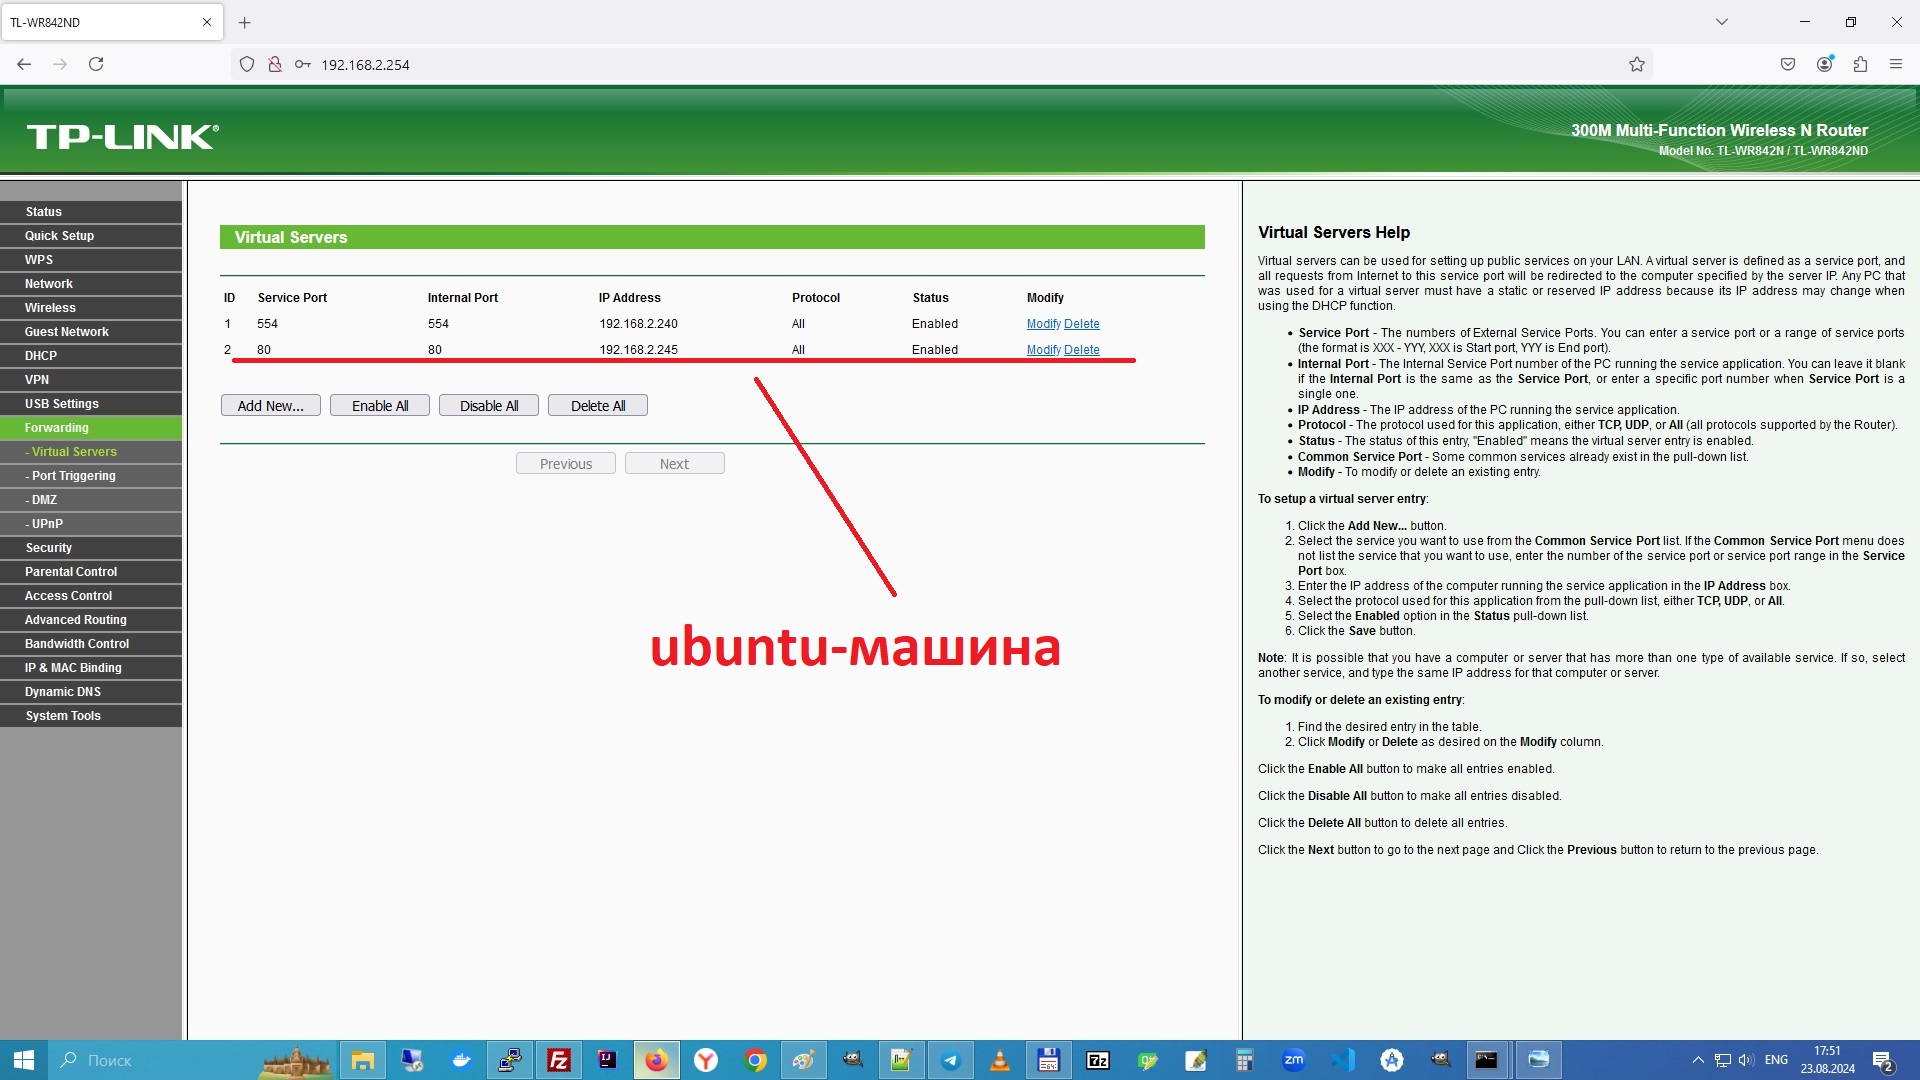 TL-WR842ND
192.168.2.254
TP-LINK®
300M Multi-Function Wireless N Router
Model No. TL-WR842N / TL-WR842ND
Status
Quick Setup
WPS
Network
Wireless
Guest Network
DHCP
VPN
USB Settings
Forwarding
- Virtual Servers
- Port Triggering
- DMZ
- UPnP
Security
Parental Control
Access Control
Advanced Routing
Bandwidth Control
IP & MAC Binding
Dynamic DNS
System Tools
Virtual Servers
ID Service Port Internal Port IP Address Protocol Status Modify
1 554 554 192.168.2.240 All Enabled Modify Delete
2 80 80 192.168.2.245 All Enabled Modify Delete
Add New... Enable All Disable All Delete All
Previous Next
ubuntu-машина
Virtual Servers Help
Virtual servers can be used for setting up public services on your LAN. A virtual server is defined as a service port, and
all requests from Internet to this service port will be redirected to the computer specified by the server IP. Any PC that
was used for a virtual server must have a static or reserved IP address because its IP address may change when
using the DHCP function.
• Service Port - The numbers of External Service Ports. You can enter a service port or a range of service ports
(the format is XXX - YYY, XXX is Start port, YYY is End port).
• Internal Port - The Internal Service Port number of the PC running the service application. You can leave it blank
if the Internal Port is the same as the Service Port, or enter a specific port number when Service Port is a
single one.
• IP Address - The IP address of the PC running the service application.
• Protocol - The protocol used for this application, either TCP, UDP, or All (all protocols supported by the Router).
• Status - The status of this entry, "Enabled" means the virtual server entry is enabled.
• Common Service Port - Some common services already exist in the pull-down list.
• Modify - To modify or delete an existing entry.
To setup a virtual server entry:
1. Click the Add New... button.
2. Select the service you want to use from the Common Service Port list. If the Common Service Port menu does
not list the service that you want to use, enter the number of the service port or service port range in the Service
Port box.
3. Enter the IP address of the computer running the service application in the IP Address box.
4. Select the protocol used for this application from the pull-down list, either TCP, UDP, or All.
5. Select the Enabled option in the Status pull-down list.
6. Click the Save button.
Note: It is possible that you have a computer or server that has more than one type of available service. If so, select
another service, and type the same IP address for that computer or server.
To modify or delete an existing entry:
1. Find the desired entry in the table.
2. Click Modify or Delete as desired on the Modify column.
Click the Enable All button to make all entries enabled.
Click the Disable All button to make all entries disabled.
Click the Delete All button to delete all entries.
Click the Next button to go to the next page and Click the Previous button to return to the previous page.
Поиск
ENG
17:51
23.08.2024
2